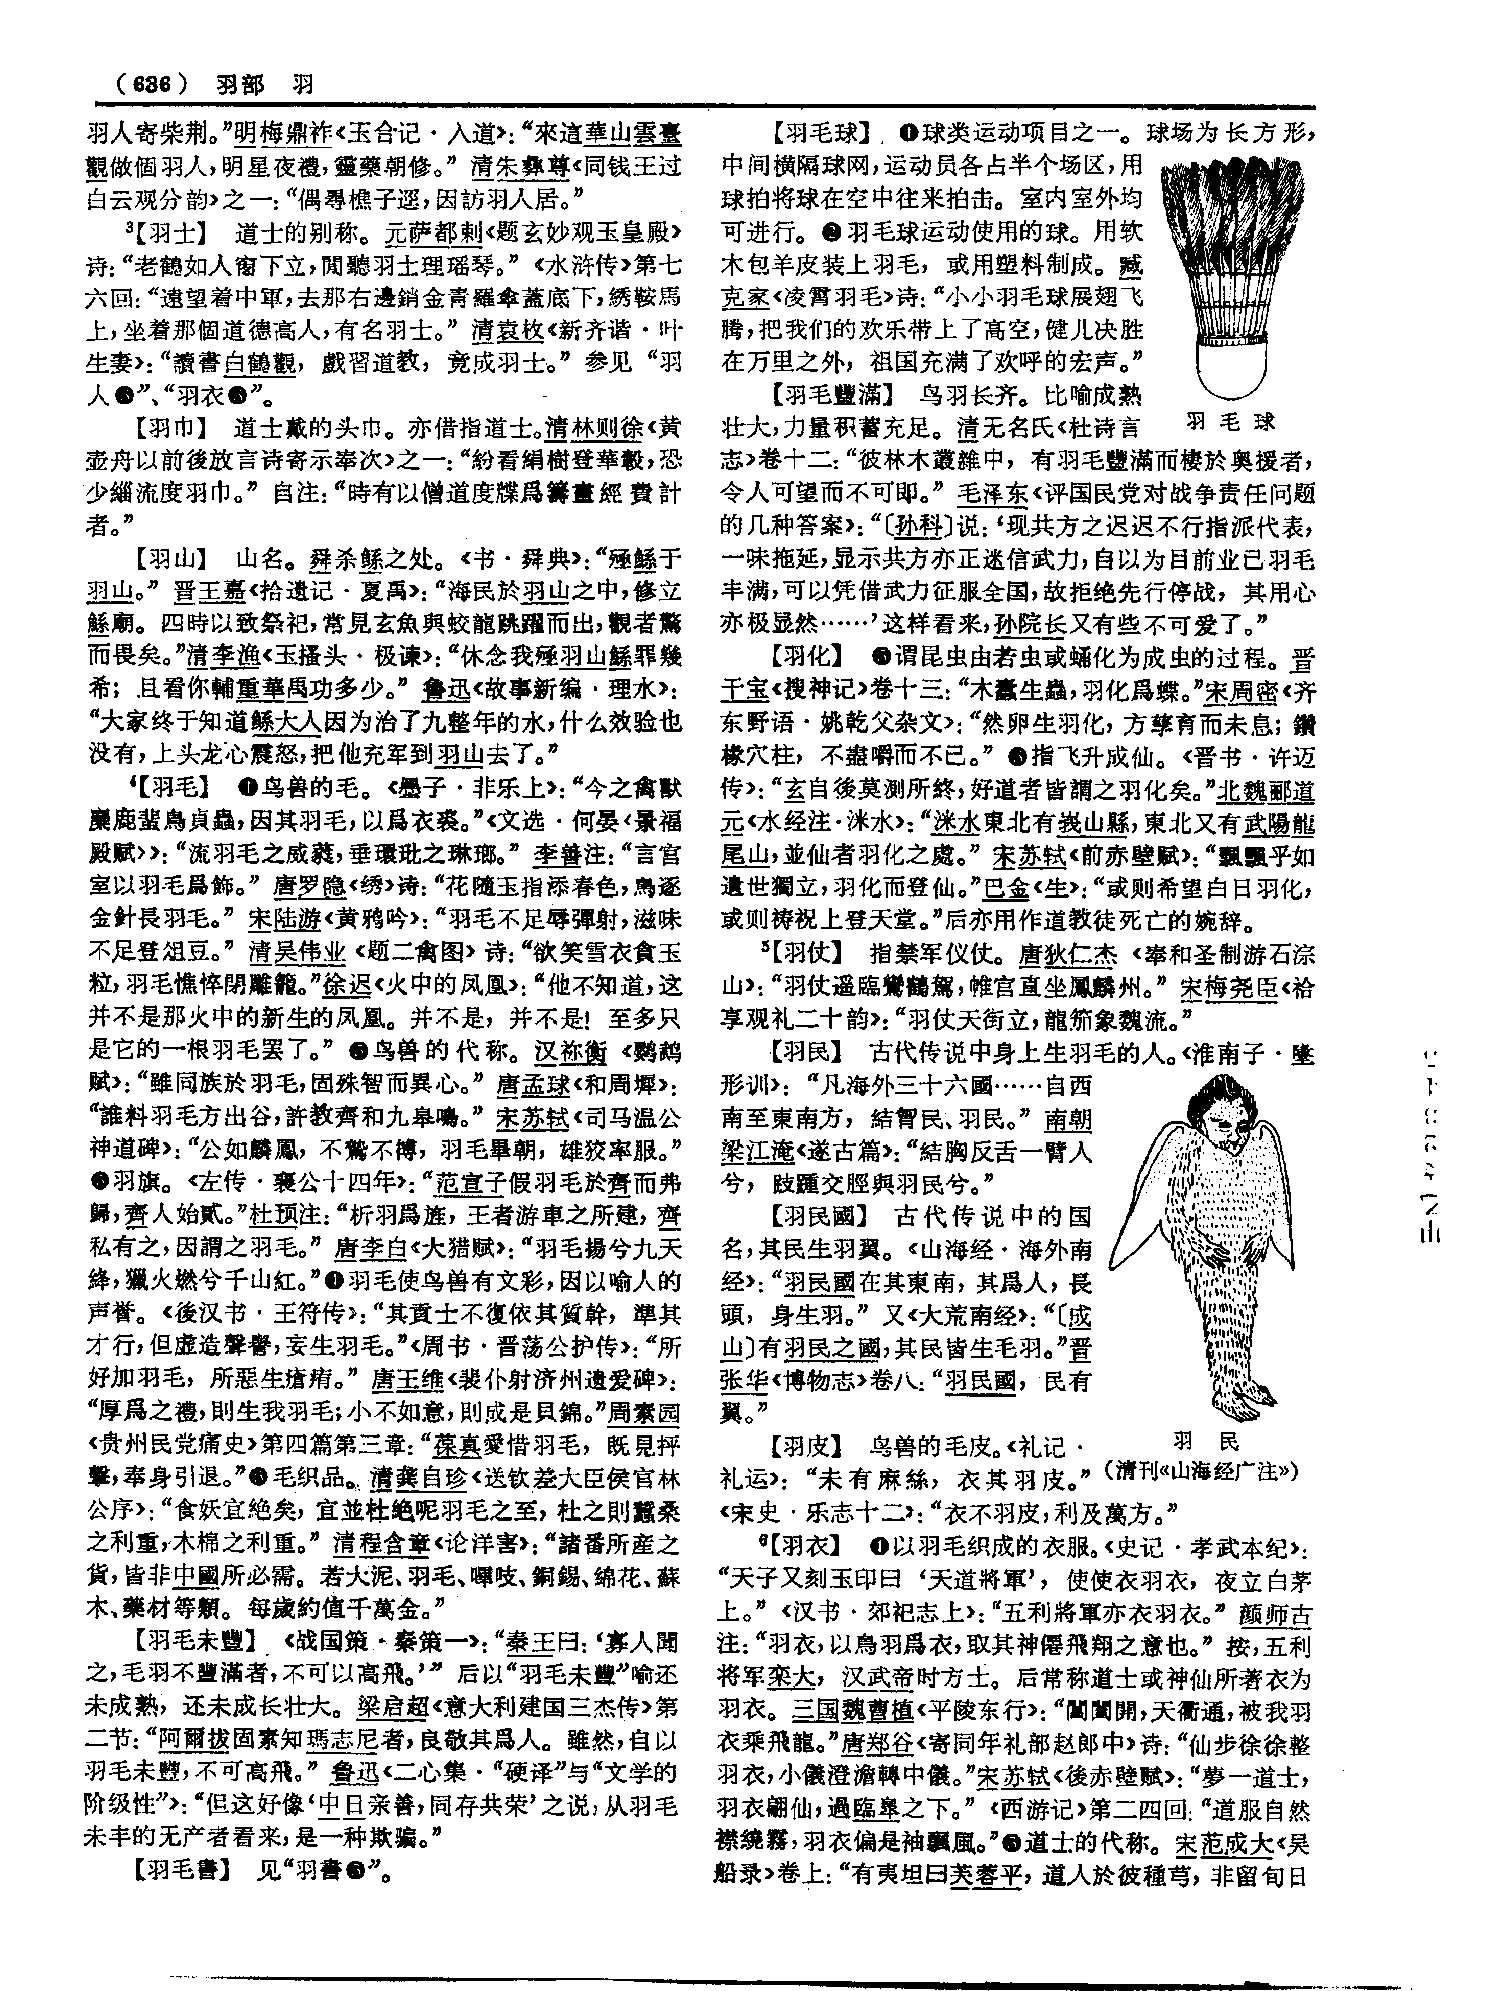 （636） 羽部 羽
羽人寄柴荆。”明梅鼎祚《玉合记·入道》：“來這華山雲臺
觀做個羽人，明星夜禮，靈藥朝修。” 清朱彝尊《同钱王过
白云观分韵》之一：“偶尋樵子逕，因訪羽人居。”
3【羽士】 道士的别称。元萨都剌《题玄妙观玉皇殿》
诗：“老鶴如人窗下立，閒聽羽士理瑶琴。”《水浒传》第七
六回：“遠望着中軍，去那右邊銷金青羅傘蓋底下，绣鞍馬
上，坐着那個道德高人，有名羽士。” 清袁枚《新齐谐·叶
生妻》：“讀書白鶴觀，戲習道教，竟成羽士。”参见“羽
人”、“羽衣”。
【羽巾】 道士戴的头巾。亦借指道士。清林则徐《黄
壶舟以前後放言诗寄示奉次》之一：“紛看絹樹登華轂，恐
少緇流度羽巾。” 自注：“時有以僧道度牒爲籌畫經費計
者。”
【羽山】 山名。舜杀鲧之处。《书·舜典》：“殛鲧于
羽山。” 晋王嘉《拾遗记·夏禹》：“海民於羽山之中，修立
鲧廟。四時以致祭祀，常見玄魚與蛟龍跳躍而出，觀者驚
而畏矣。”清李渔《玉搔头·极谏》：“休念我殛羽山鲧罪幾
希；且看你輔重華禹功多少。” 鲁迅《故事新编·理水》：
“大家终于知道鲧大人因为治了九整年的水，什么效验也
没有，上头龙心震怒，把他充军到羽山去了。”
4【羽毛】 ❶鸟兽的毛。《墨子·非乐上》：“今之禽獸
麋鹿蜚鳥貞蟲，因其羽毛，以爲衣裘。”《文选·何晏〈景福
殿赋〉》：“流羽毛之威蕤，垂環玭之琳瑯。” 李善注：“言宫
室以羽毛爲飾。” 唐罗隐《绣》诗：“花隨玉指添春色，鳥逐
金針長羽毛。” 宋陆游《黄鸦吟》：“羽毛不足辱彈射，滋味
不足登俎豆。” 清吴伟业《题二禽图》诗：“欲笑雪衣貪玉
粒，羽毛憔悴閉雕籠。”徐迟《火中的凤凰》：“他不知道，这
并不是那火中的新生的凤凰。并不是，并不是！至多只
是它的一根羽毛罢了。” ❷鸟兽的代称。汉祢衡《鹦鹉
赋》：“雖同族於羽毛，固殊智而異心。” 唐孟球《和周墀》：
“誰料羽毛方出谷，許教齊和九皋鳴。” 宋苏轼《司马温公
神道碑》：“公如麟鳳，不鷙不搏，羽毛畢朝，雄狡率服。”
❸羽旗。《左传·襄公十四年》：“范宣子假羽毛於齊而弗
歸，齊人始貳。”杜预注：“析羽爲旌，王者游車之所建，齊
私有之，因謂之羽毛。” 唐李白《大猎赋》：“羽毛揚兮九天
絳，獵火燃兮千山紅。”❹羽毛使鸟兽有文彩，因以喻人的
声誉。《後汉书·王符传》：“其貢士不復依其質幹，準其
才行，但虚造聲譽，妄生羽毛。”《周书·晋荡公护传》：“所
好加羽毛，所惡生瘡痏。” 唐王维《裴仆射济州遗爱碑》：
“厚爲之禮，則生我羽毛；小不如意，則成是貝錦。”周素园
《贵州民党痛史》第四篇第三章：“葆真愛惜羽毛，既見抨
擊，奉身引退。”❺毛织品。清龚自珍《送钦差大臣侯官林
公序》：“食妖宜絶矣，宜並杜絶呢羽毛之至，杜之則蠶桑
之利重，木棉之利重。” 清程含章《论洋害》：“諸番所産之
貨，皆非中國所必需。若大泥、羽毛、嗶吱、銅錫、绵花、蘇
木、藥材等類。每歲約值千萬金。”
【羽毛未豐】 《战国策·秦策一》：“秦王曰：‘寡人聞
之，毛羽不豐滿者，不可以高飛。’” 后以“羽毛未豐”喻还
未成熟，还未成长壮大。梁启超《意大利建国三杰传》第
二节：“阿爾拔固素知瑪志尼者，良敬其爲人。雖然，自以
羽毛未豐，不可高飛。” 鲁迅《二心集·“硬译”与“文学的
阶级性”》：“但这好像‘中日亲善，同存共荣’之说，从羽毛
未丰的无产者看来，是一种欺骗。”
【羽毛書】 见“羽書”。
【羽毛球】 ❶球类运动项目之一。球场为长方形，
中间横隔球网，运动员各占半个场区，用
球拍将球在空中往来拍击。室内室外均
可进行。❷羽毛球运动使用的球。用软
木包羊皮装上羽毛，或用塑料制成。臧
克家《凌霄羽毛》诗：“小小羽毛球展翅飞
腾，把我们的欢乐带上了高空，健儿决胜
在万里之外，祖国充满了欢呼的宏声。”
羽毛球
【羽毛豐滿】 鸟羽长齐。比喻成熟
壮大，力量积蓄充足。清无名氏《杜诗言
志》卷十二：“彼林木叢雜中，有羽毛豐滿而棲於奥援者，
令人可望而不可即。” 毛泽东《评国民党对战争责任问题
的几种答案》：“〔孙科〕说：‘现共方之迟迟不行指派代表，
一味拖延，显示共方亦正迷信武力，自以为目前业已羽毛
丰满，可以凭借武力征服全国，故拒绝先行停战，其用心
亦极显然……’这样看来，孙院长又有些不可爱了。”
【羽化】 ❶谓昆虫由若虫或蛹化为成虫的过程。晋
干宝《搜神记》卷十三：“木蠹生蟲，羽化爲蝶。”宋周密《齐
东野语·姚乾父杂文》：“然卵生羽化，方孳育而未息；鑽
椽穴柱，不盡嚼而不已。” ❷指飞升成仙。《晋书·许迈
传》：“玄自後莫測所終，好道者皆謂之羽化矣。”北魏郦道
元《水经注·洣水》：“洣水東北有峩山縣，東北又有武陽龍
尾山，並仙者羽化之處。” 宋苏轼《前赤壁赋》：“飄飄乎如
遺世獨立，羽化而登仙。”巴金《生》：“或则希望白日羽化，
或则祷祝上登天堂。”后亦用作道教徒死亡的婉辞。
5【羽仗】 指禁军仪仗。唐狄仁杰《奉和圣制游石淙
山》：“羽仗遥臨鸞鶴駕，帷宫直坐鳳麟州。” 宋梅尧臣《祫
享观礼二十韵》：“羽仗天街立，龍笳象魏流。”
【羽民】 古代传说中身上生羽毛的人。《淮南子·墬
形训》：“凡海外三十六國……自西
南至東南方，結胷民、羽民。” 南朝
梁江淹《遂古篇》：“結胸反舌一臂人
兮，跂踵交脛與羽民兮。”
【羽民國】 古代传说中的国
名，其民生羽翼。《山海经·海外南
经》：“羽民國在其東南，其爲人，長
頭，身生羽。” 又《大荒南经》：“〔成
山〕有羽民之國，其民皆生毛羽。”晋
张华《博物志》卷八：“羽民國，民有
翼。”
羽民
（清刊《山海经广注》）
【羽皮】 鸟兽的毛皮。《礼记·
礼运》：“未有麻絲，衣其羽皮。”
《宋史·乐志十二》：“衣不羽皮，利及萬方。”
6【羽衣】 ❶以羽毛织成的衣服。《史记·孝武本纪》：
“天子又刻玉印曰‘天道將軍’，使使衣羽衣，夜立白茅
上。”《汉书·郊祀志上》：“五利將軍亦衣羽衣。” 颜师古
注：“羽衣，以鳥羽爲衣，取其神僊飛翔之意也。” 按，五利
将军栾大，汉武帝时方士。后常称道士或神仙所著衣为
羽衣。三国魏曹植《平陵东行》：“閶闔開，天衢通，被我羽
衣乘飛龍。”唐郑谷《寄同年礼部赵郎中》诗：“仙步徐徐整
羽衣，小儀澄澹轉中儀。”宋苏轼《後赤壁赋》：“夢一道士，
羽衣翩仙，過臨皋之下。”《西游记》第二四回：“道服自然
襟繞霧，羽衣偏是袖飄風。”❷道士的代称。宋范成大《吴
船录》卷上：“有夷坦曰芙蓉平，道人於彼種芎，非留旬日